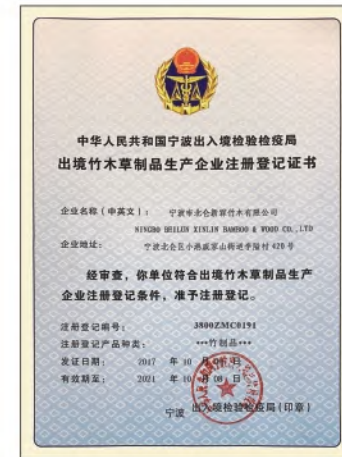 中华人民共和国宁波出入境检验检疫局
出境竹木草制品生产企业注册登记证书
企业名称（中英文）： 宁波市北仑新霖竹木有限公司
NINGBO BEILUN XINLIN BAMBOO & WOOD CO.,LTD
企业地址： 宁波北仑区小港戚家山街道李隘村 420 号
经审查，你单位符合出境竹木草制品生产
企业注册登记条件，准予注册登记。
注册登记编号： 3800ZMC0191
注册登记产品种类： ***竹制品***
发证日期： 2017 年 10 月 09 日
有效期至： 2021 年 10 月 08 日
宁波 出入境检验检疫局（印章）